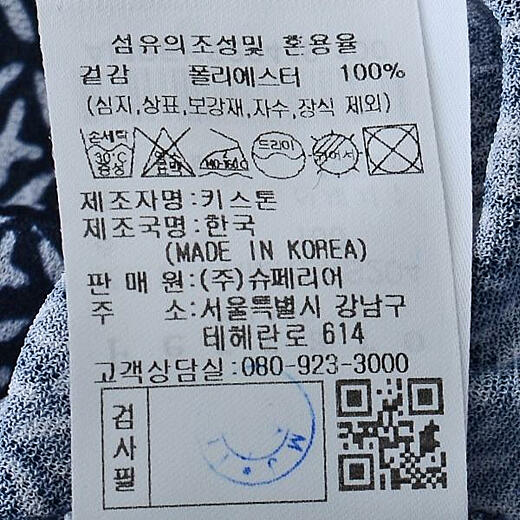 섬유의조성및 혼용율
겉감 폴리에스터 100%
(심지,상표,보강재,자수,장식 제외)
손세탁 30°C 중성 드라이
제조자명:키스톤
제조국명:한국
(MADE IN KOREA)
판 매 원:(주)슈페리어
주 소:서울특별시 강남구
테헤란로 614
고객상담실:080-923-3000
검사필